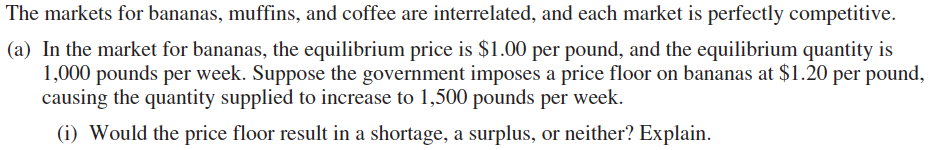 The markets for bananas, muffins, and coffee are interrelated, and each market is perfectly competitive.
(a) In the market for bananas, the equilibrium price is $1.00 per pound, and the equilibrium quantity is
1,000 pounds per week. Suppose the government imposes a price floor on bananas at $1.20 per pound,
causing the quantity supplied to increase to 1,500 pounds per week.
(i) Would the price floor result in a shortage, a surplus, or neither? Explain.